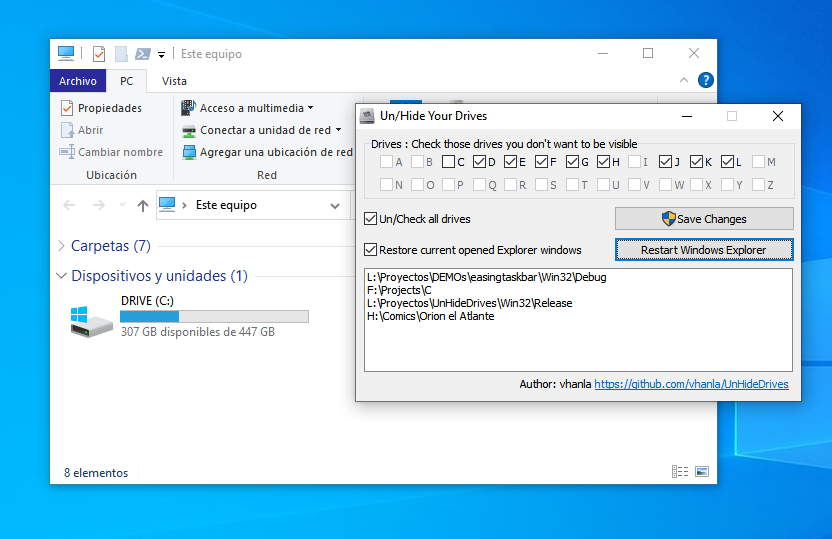 Este equipo
Archivo PC Vista
Propiedades
Abrir
Cambiar nombre
Ubicación
Acceso a multimedia
Conectar a unidad de red
Agregar una ubicación de red
Red
Este equipo
Carpetas (7)
Dispositivos y unidades (1)
DRIVE (C:)
307 GB disponibles de 447 GB
8 elementos
Un/Hide Your Drives
Drives : Check those drives you don't want to be visible
A B C D E F G H I J K L M
N O P Q R S T U V W X Y Z
Un/Check all drives
Save Changes
Restore current opened Explorer windows
Restart Windows Explorer
L:\Proyectos\DEMOs\easingtaskbar\Win32\Debug
F:\Projects\C
L:\Proyectos\UnHideDrives\Win32\Release
H:\Comics\Orion el Atlante
Author: vhanla https://github.com/vhanla/UnHideDrives